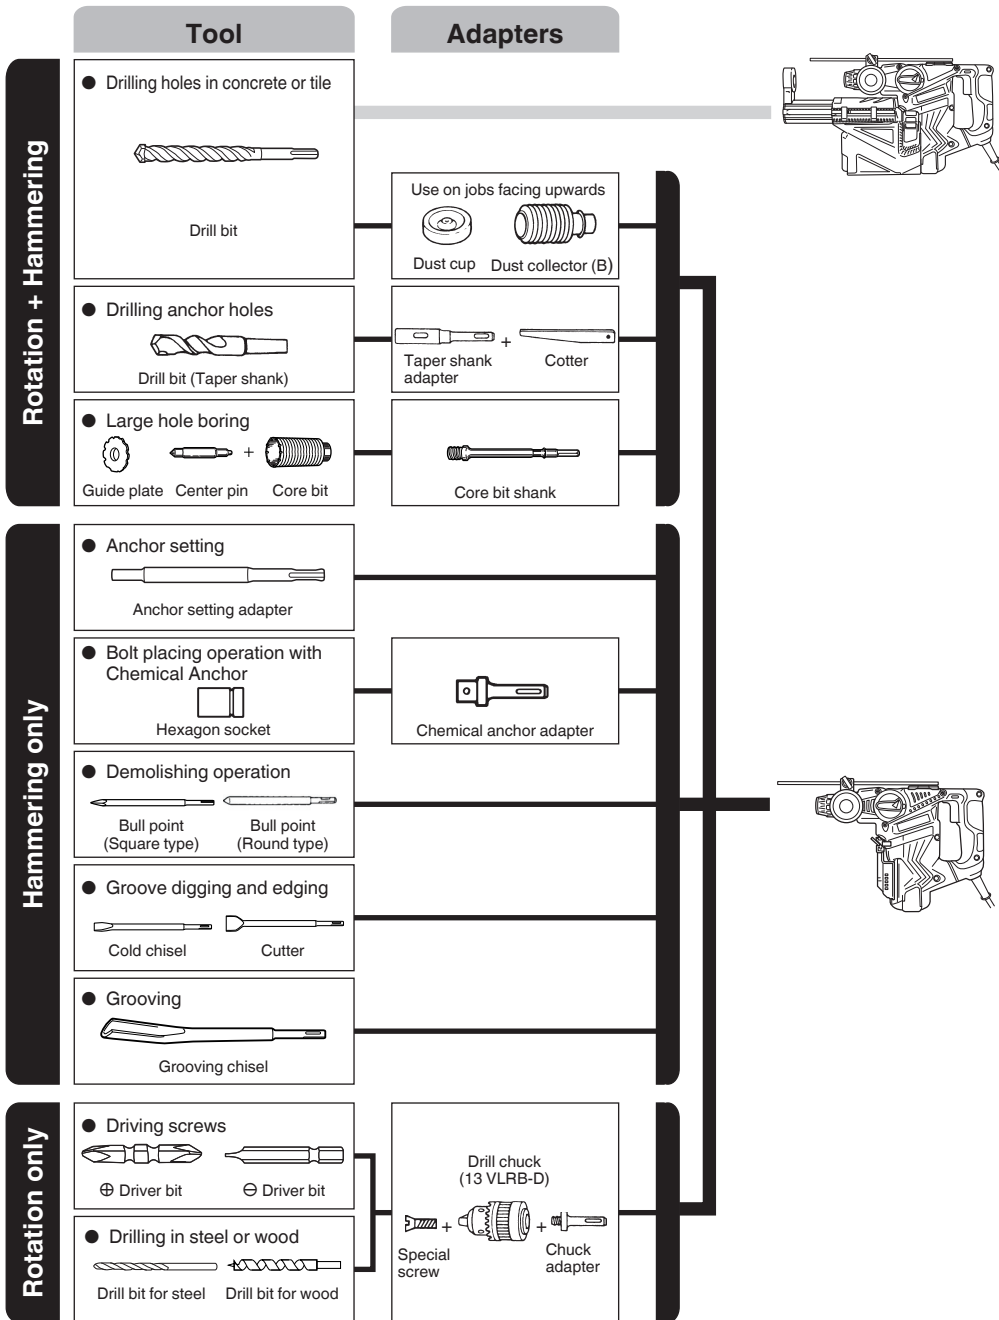 Tool
Adapters
Rotation + Hammering
● Drilling holes in concrete or tile
Drill bit
Use on jobs facing upwards
Dust cup
Dust collector (B)
● Drilling anchor holes
Drill bit (Taper shank)
+
Taper shank
adapter
Cotter
● Large hole boring
+
Guide plate
Center pin
Core bit
Core bit shank
Hammering only
● Anchor setting
Anchor setting adapter
● Bolt placing operation with
Chemical Anchor
Hexagon socket
Chemical anchor adapter
● Demolishing operation
Bull point
(Square type)
Bull point
(Round type)
● Groove digging and edging
Cold chisel
Cutter
● Grooving
Grooving chisel
Rotation only
● Driving screws
⊕ Driver bit
⊖ Driver bit
● Drilling in steel or wood
Drill bit for steel
Drill bit for wood
Drill chuck
(13 VLRB-D)
+ +
Special
screw
Chuck
adapter